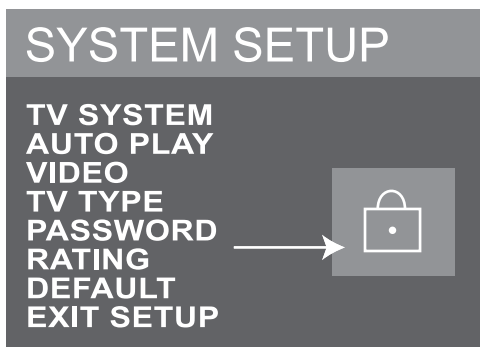 SYSTEM SETUP
TV SYSTEM
AUTO PLAY
VIDEO
TV TYPE
PASSWORD
RATING
DEFAULT
EXIT SETUP